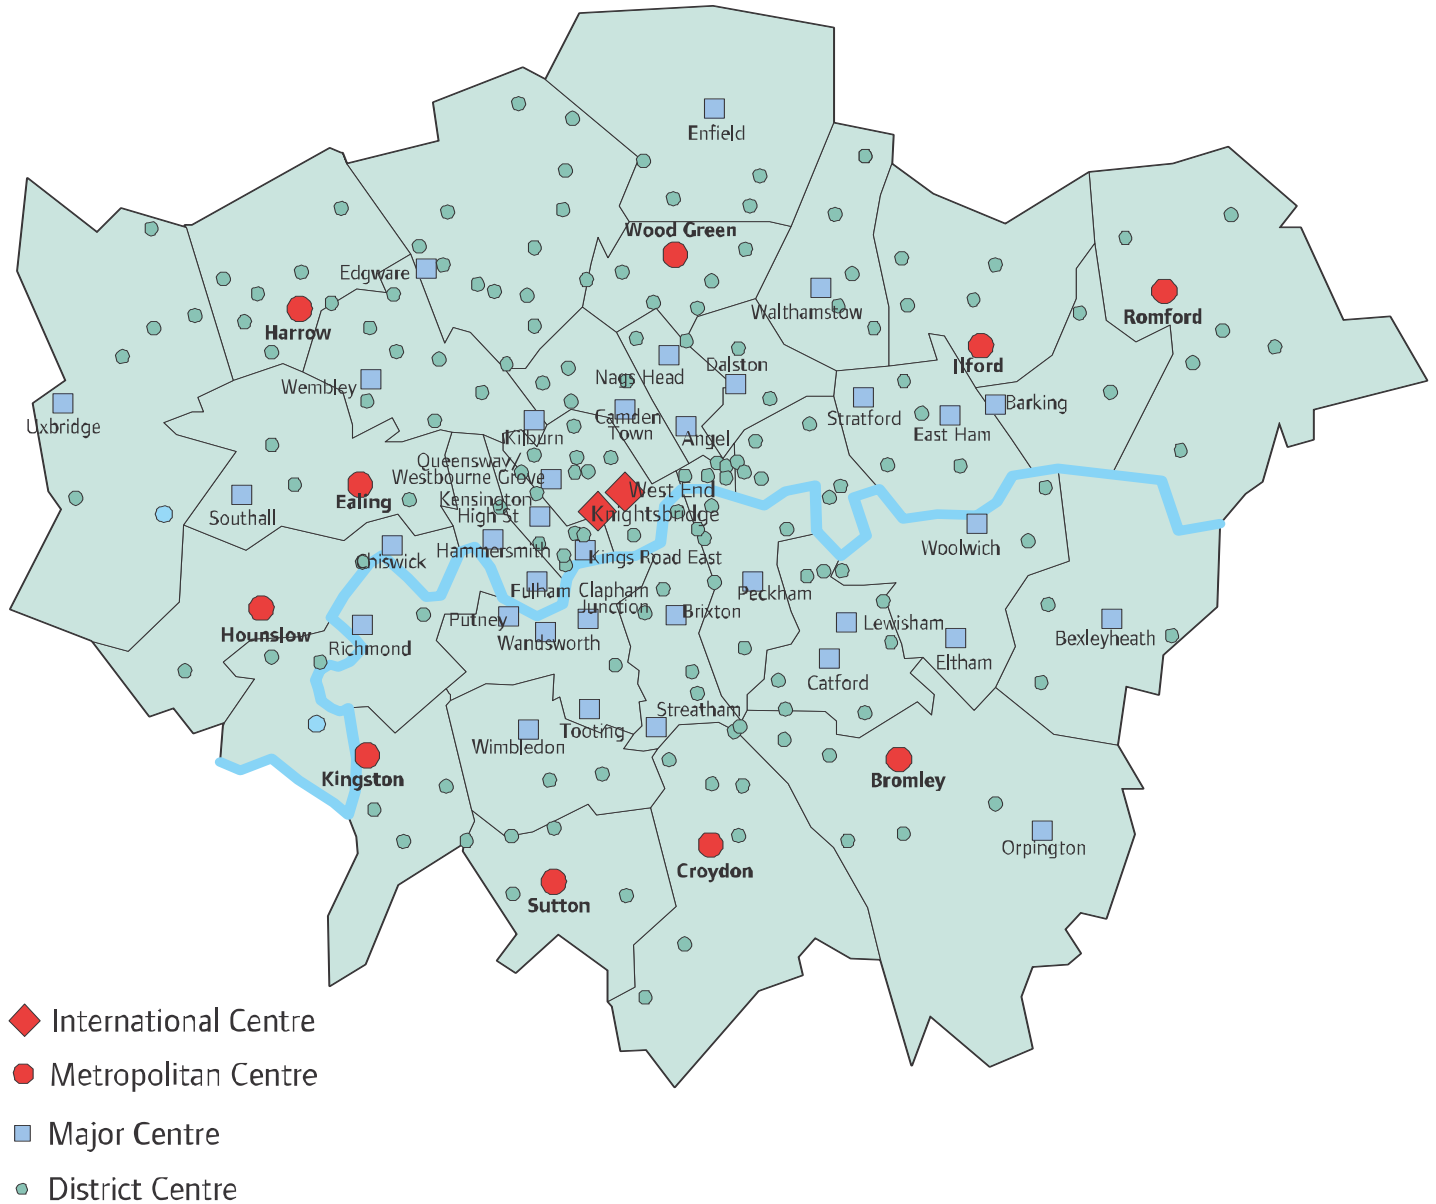 Enfield
Wood Green
Edgware
Walthamstow
Romford
Harrow
Ilford
Dalston
Nags Head
Wembley
Barking
Uxbridge
Camden
Town
Stratford
East Ham
Kilburn
Angel
Queensway/
Westbourne Grove
West End
Kensington
High St
Ealing
Knightsbridge
Southall
Woolwich
Hammersmith
Kings Road East
Chiswick
Fulham
Clapham
Junction
Peckham
Brixton
Putney
Lewisham
Hounslow
Richmond
Wandsworth
Bexleyheath
Eltham
Catford
Streatham
Tooting
Wimbledon
Kingston
Bromley
Orpington
Croydon
Sutton
International Centre
Metropolitan Centre
Major Centre
District Centre